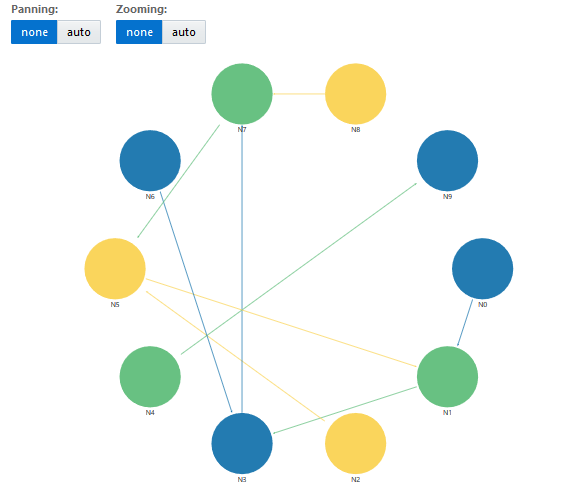 Panning: Zooming:
none auto none auto
N7 N8
N6 N9
N5 N0
N4 N1
N3 N2